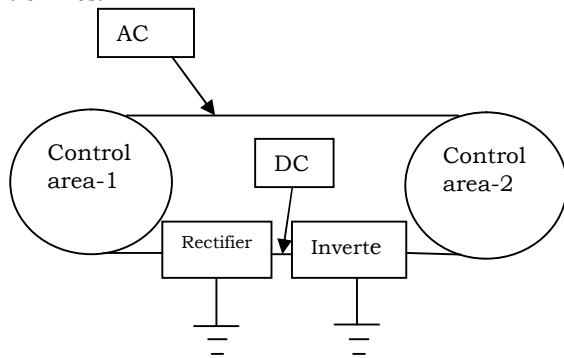 AC
Control
area-1
DC
Control
area-2
Rectifier
Inverte